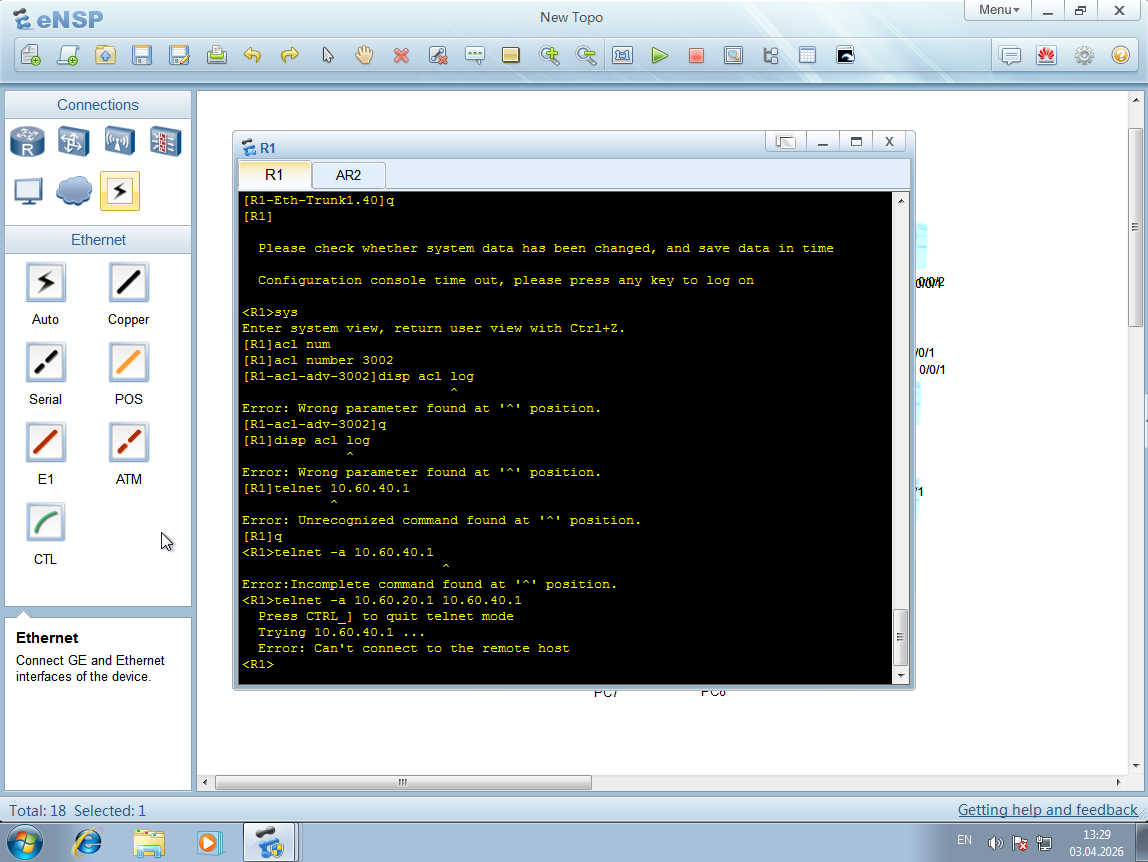 eNSP
New Topo
Menu
Connections
R
Ethernet
Auto
Copper
Serial
POS
E1
ATM
CTL
Ethernet
Connect GE and Ethernet
interfaces of the device.
R1
R1
AR2
[R1-Eth-Trunk1.40]q
[R1]
Please check whether system data has been changed, and save data in time
Configuration console time out, please press any key to log on
<R1>sys
Enter system view, return user view with Ctrl+Z.
[R1]acl num
[R1]acl number 3002
[R1-acl-adv-3002]disp acl log
^
Error: Wrong parameter found at '^' position.
[R1-acl-adv-3002]q
[R1]disp acl log
^
Error: Wrong parameter found at '^' position.
[R1]telnet 10.60.40.1
^
Error: Unrecognized command found at '^' position.
[R1]q
<R1>telnet -a 10.60.40.1
^
Error:Incomplete command found at '^' position.
<R1>telnet -a 10.60.20.1 10.60.40.1
Press CTRL_] to quit telnet mode
Trying 10.60.40.1 ...
Error: Can't connect to the remote host
<R1>
/0/1
0/0/1
/1
Total: 18 Selected: 1
Getting help and feedback
EN
13:29
03.04.2026